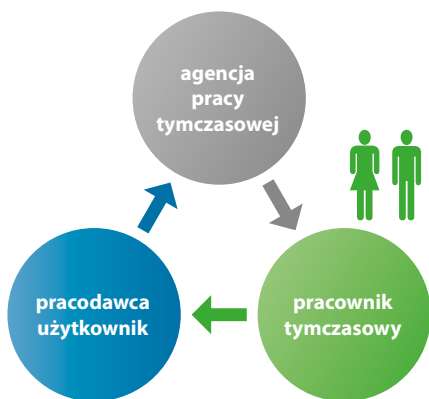 agencja
pracy
tymczasowej
pracodawca
użytkownik
pracownik
tymczasowy